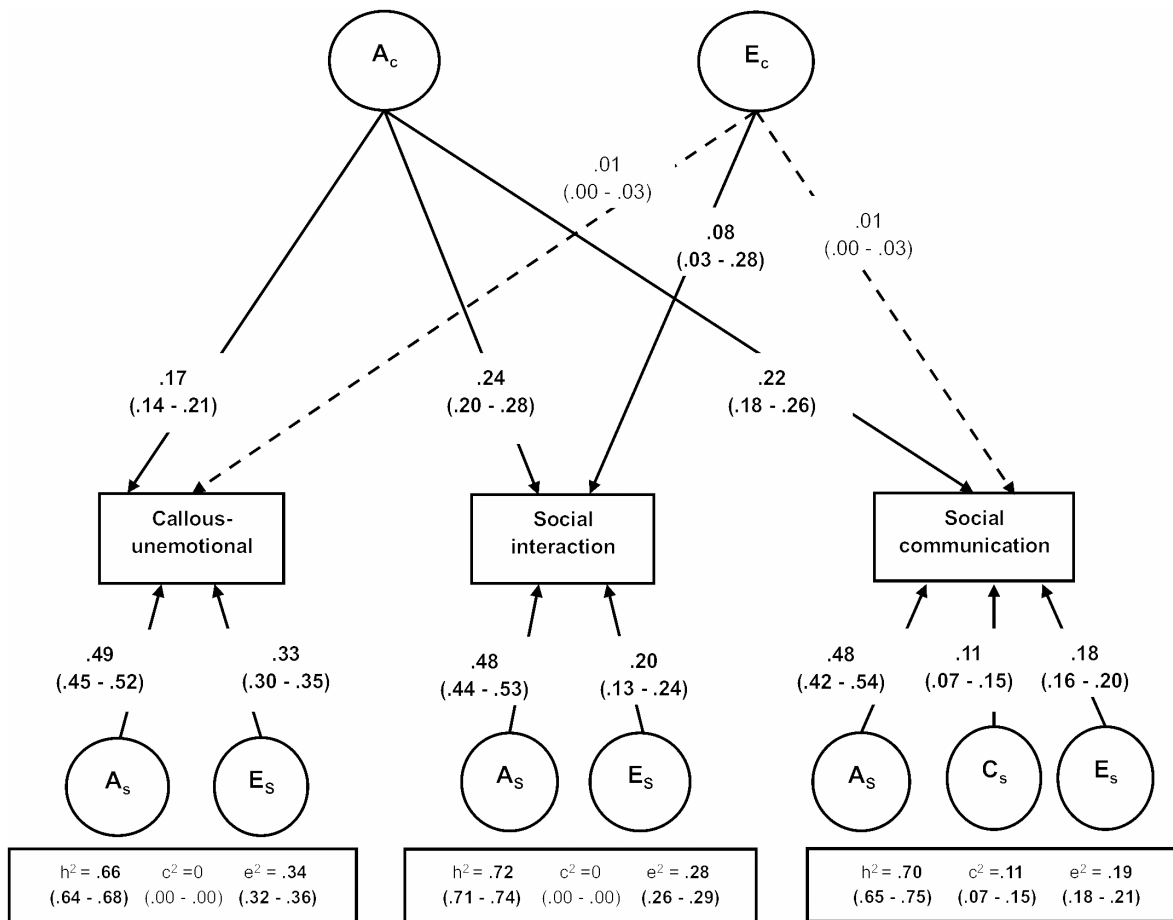 Ac
Ec
.01
(.00 - .03)
.01
(.00 - .03)
.08
(.03 - .28)
.17
(.14 - .21)
.24
(.20 - .28)
.22
(.18 - .26)
Callous-
unemotional
Social
interaction
Social
communication
.49
(.45 - .52)
.33
(.30 - .35)
.48
(.44 - .53)
.20
(.13 - .24)
.48
(.42 - .54)
.11
(.07 - .15)
.18
(.16 - .20)
As
ES
AS
ES
AS
Cs
Es
h² = .66 c² =0 e² = .34
(.64 - .68) (.00 - .00) (.32 - .36)
h² = .72 c² =0 e² = .28
(.71 - .74) (.00 - .00) (.26 - .29)
h² = .70 c² = .11 e² = .19
(.65 - .75) (.07 - .15) (.18 - .21)